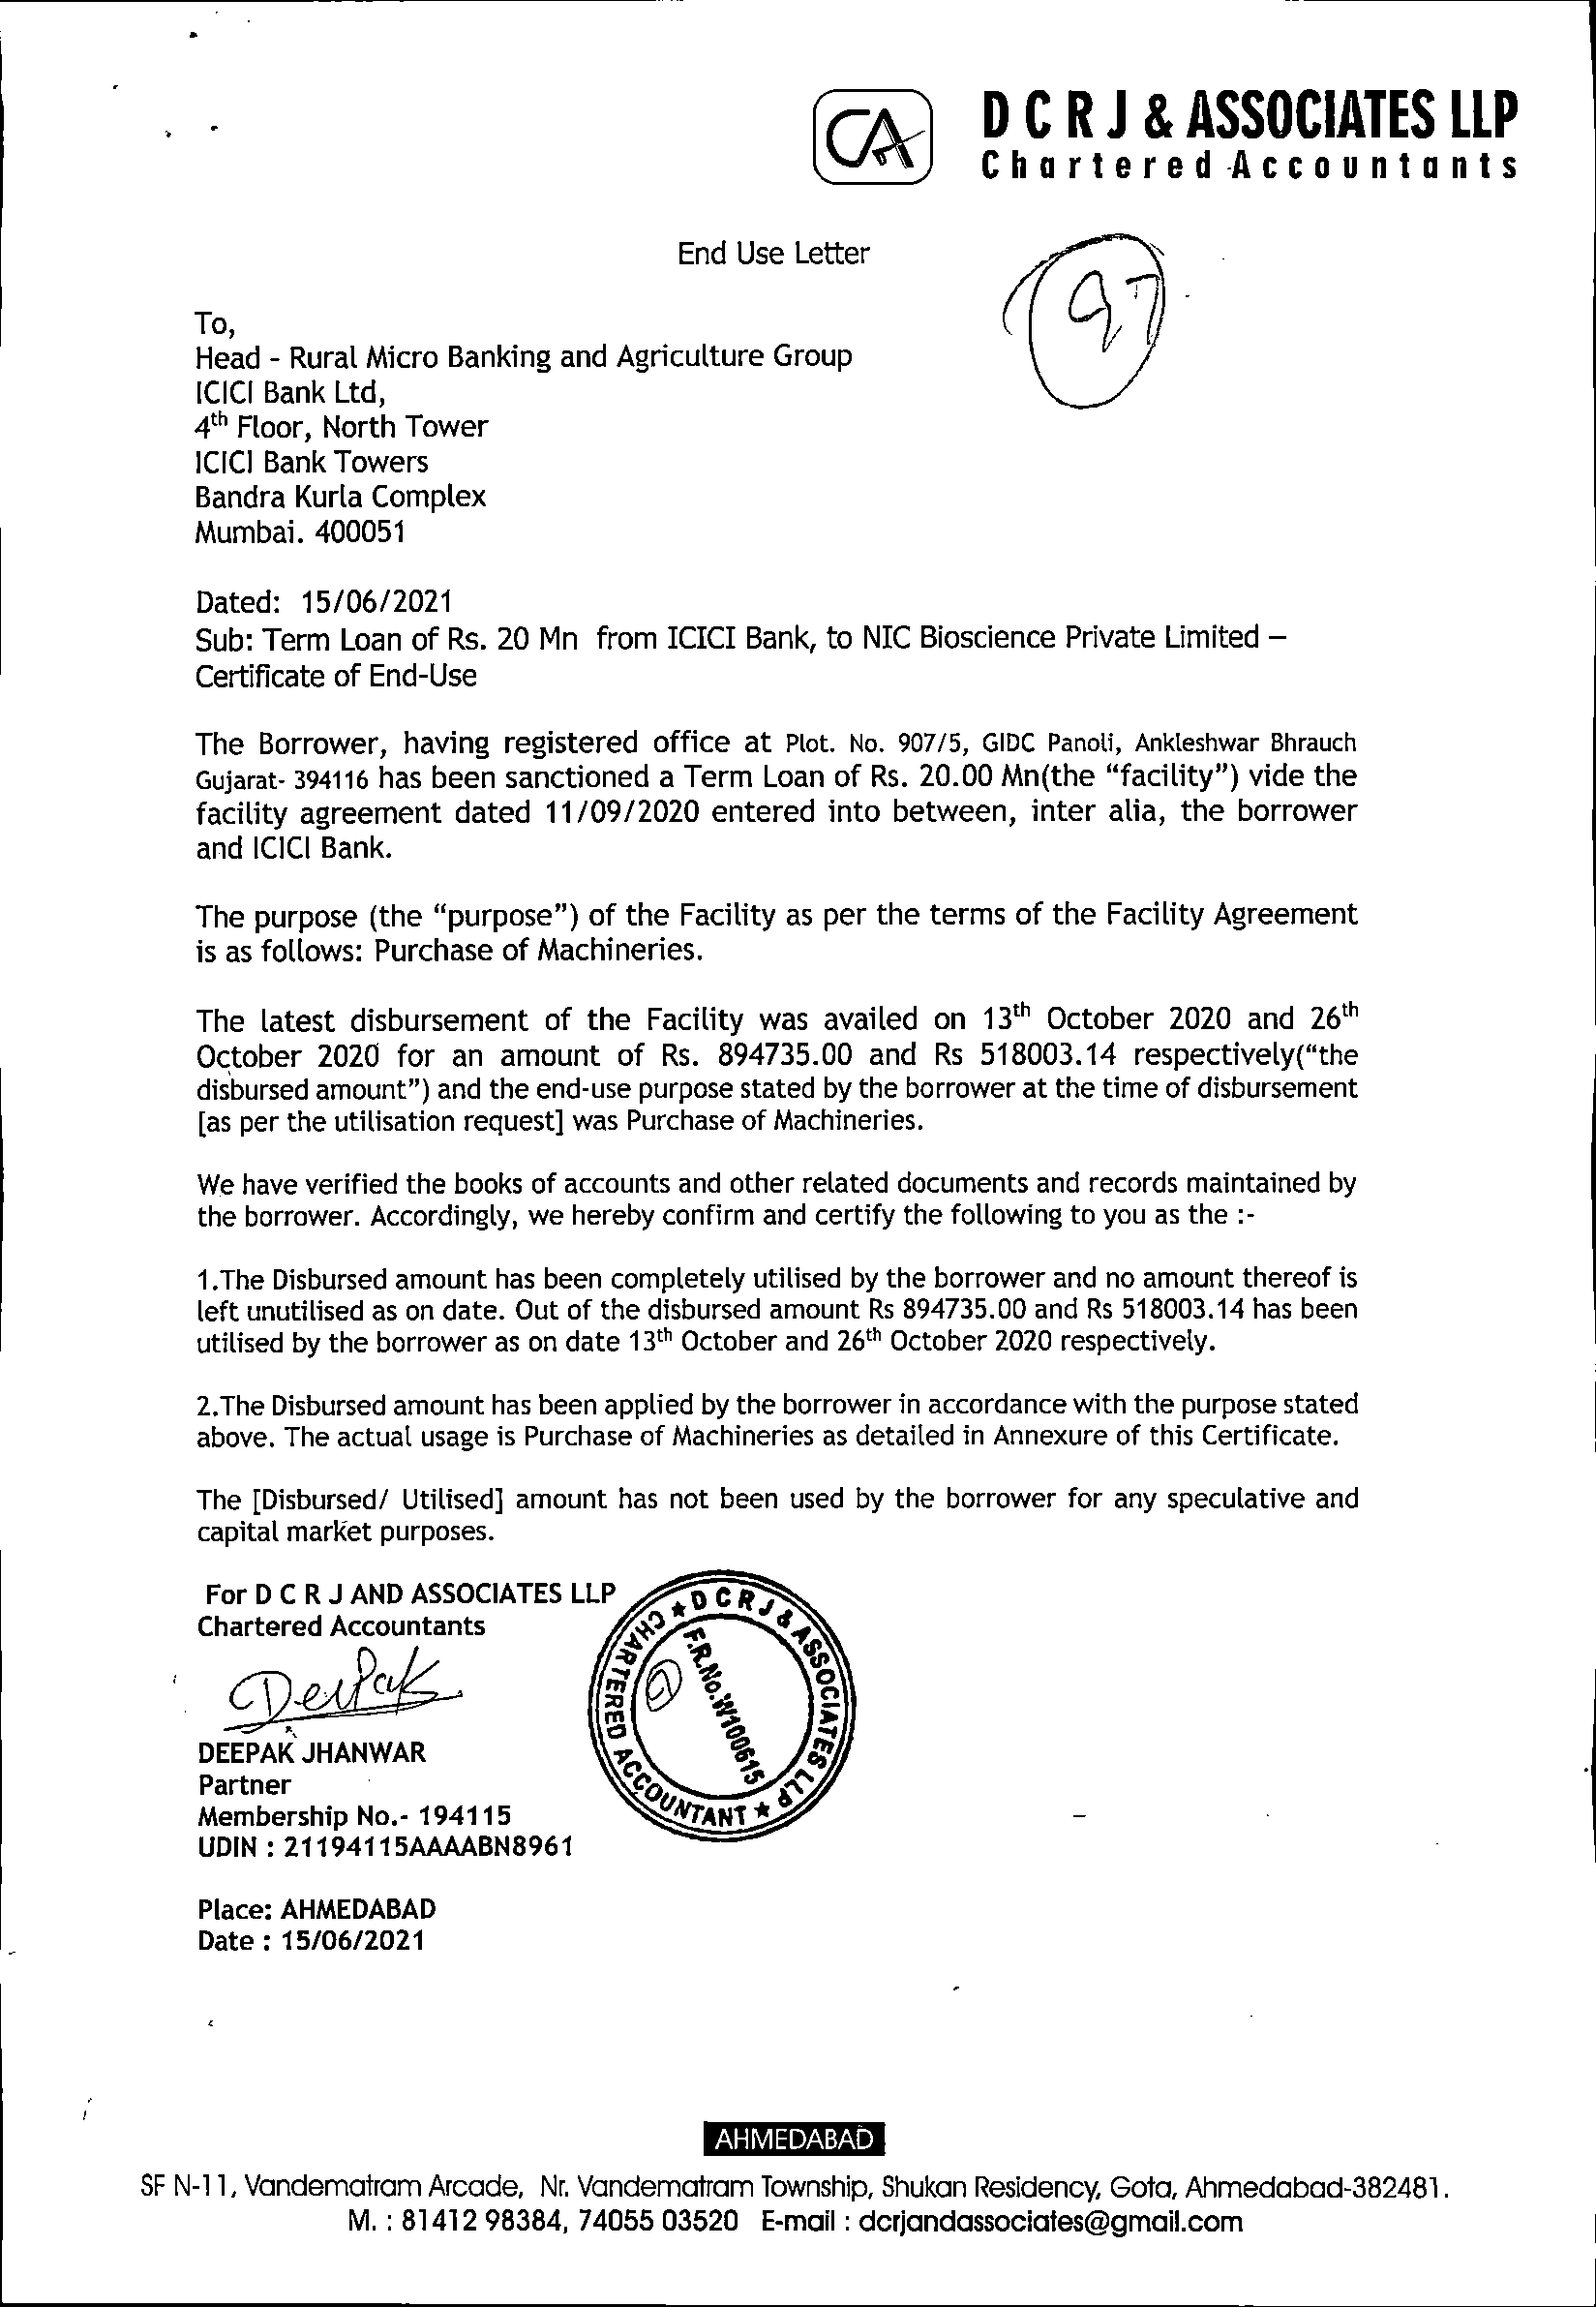 CA
D C R J & ASSOCIATES LLP
Chartered Accountants
End Use Letter
97
To,
Head - Rural Micro Banking and Agriculture Group
ICICI Bank Ltd,
4th Floor, North Tower
ICICI Bank Towers
Bandra Kurla Complex
Mumbai. 400051
Dated: 15/06/2021
Sub: Term Loan of Rs. 20 Mn from ICICI Bank, to NIC Bioscience Private Limited –
Certificate of End-Use
The Borrower, having registered office at Plot. No. 907/5, GIDC Panoli, Ankleshwar Bhrauch
Gujarat- 394116 has been sanctioned a Term Loan of Rs. 20.00 Mn(the “facility”) vide the
facility agreement dated 11/09/2020 entered into between, inter alia, the borrower
and ICICI Bank.
The purpose (the “purpose”) of the Facility as per the terms of the Facility Agreement
is as follows: Purchase of Machineries.
The latest disbursement of the Facility was availed on 13th October 2020 and 26th
October 2020 for an amount of Rs. 894735.00 and Rs 518003.14 respectively(“the
disbursed amount”) and the end-use purpose stated by the borrower at the time of disbursement
[as per the utilisation request] was Purchase of Machineries.
We have verified the books of accounts and other related documents and records maintained by
the borrower. Accordingly, we hereby confirm and certify the following to you as the :-
1.The Disbursed amount has been completely utilised by the borrower and no amount thereof is
left unutilised as on date. Out of the disbursed amount Rs 894735.00 and Rs 518003.14 has been
utilised by the borrower as on date 13th October and 26th October 2020 respectively.
2.The Disbursed amount has been applied by the borrower in accordance with the purpose stated
above. The actual usage is Purchase of Machineries as detailed in Annexure of this Certificate.
The [Disbursed/ Utilised] amount has not been used by the borrower for any speculative and
capital market purposes.
For D C R J AND ASSOCIATES LLP
Chartered Accountants
Deepak
D C R J & ASSOCIATES LLP ★ CHARTERED ACCOUNTANT ★
F.R.No.W100615
DEEPAK JHANWAR
Partner
Membership No.- 194115
UDIN : 21194115AAAABN8961
Place: AHMEDABAD
Date : 15/06/2021
AHMEDABAD
SF N-11, Vandematram Arcade, Nr. Vandematram Township, Shukan Residency, Gota, Ahmedabad-382481.
M. : 81412 98384, 74055 03520 E-mail : dcrjandassociates@gmail.com